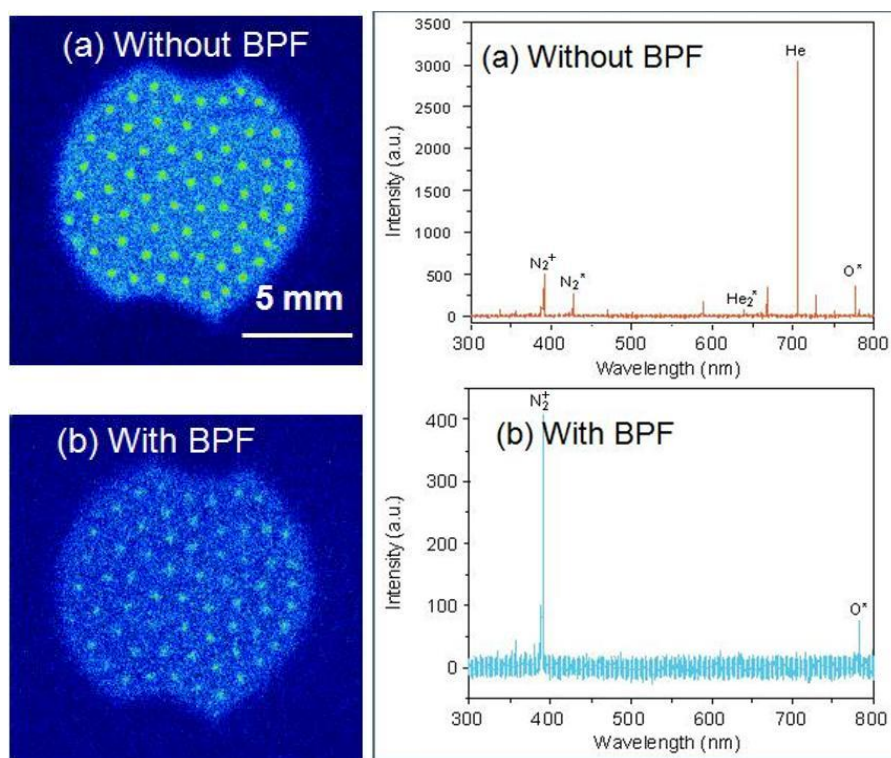 (a) Without BPF
5 mm
(b) With BPF
(a) Without BPF
He
N₂⁺
N₂*
He₂*
O*
3500
3000
2500
2000
1500
1000
500
0
Intensity (a.u.)
300 400 500 600 700 800
Wavelength (nm)
(b) With BPF
N₂⁺
O*
400
300
200
100
0
Intensity (a.u.)
300 400 500 600 700 800
Wavelength (nm)